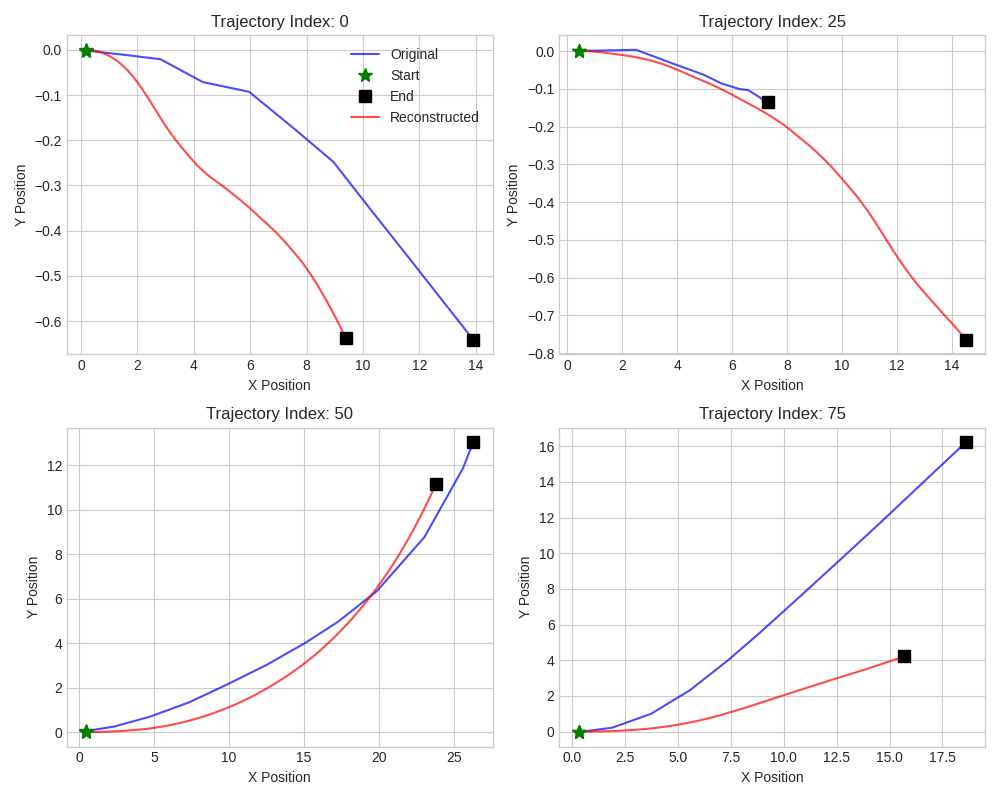 Trajectory Index: 0
0.0
−0.1
−0.2
−0.3
−0.4
−0.5
−0.6
Y Position
Original
Start
End
Reconstructed
0 2 4 6 8 10 12 14
X Position
Trajectory Index: 25
0.0
−0.1
−0.2
−0.3
−0.4
−0.5
−0.6
−0.7
−0.8
Y Position
0 2 4 6 8 10 12 14
X Position
Trajectory Index: 50
12
10
8
6
4
2
0
Y Position
0 5 10 15 20 25
X Position
Trajectory Index: 75
16
14
12
10
8
6
4
2
0
Y Position
0.0 2.5 5.0 7.5 10.0 12.5 15.0 17.5
X Position